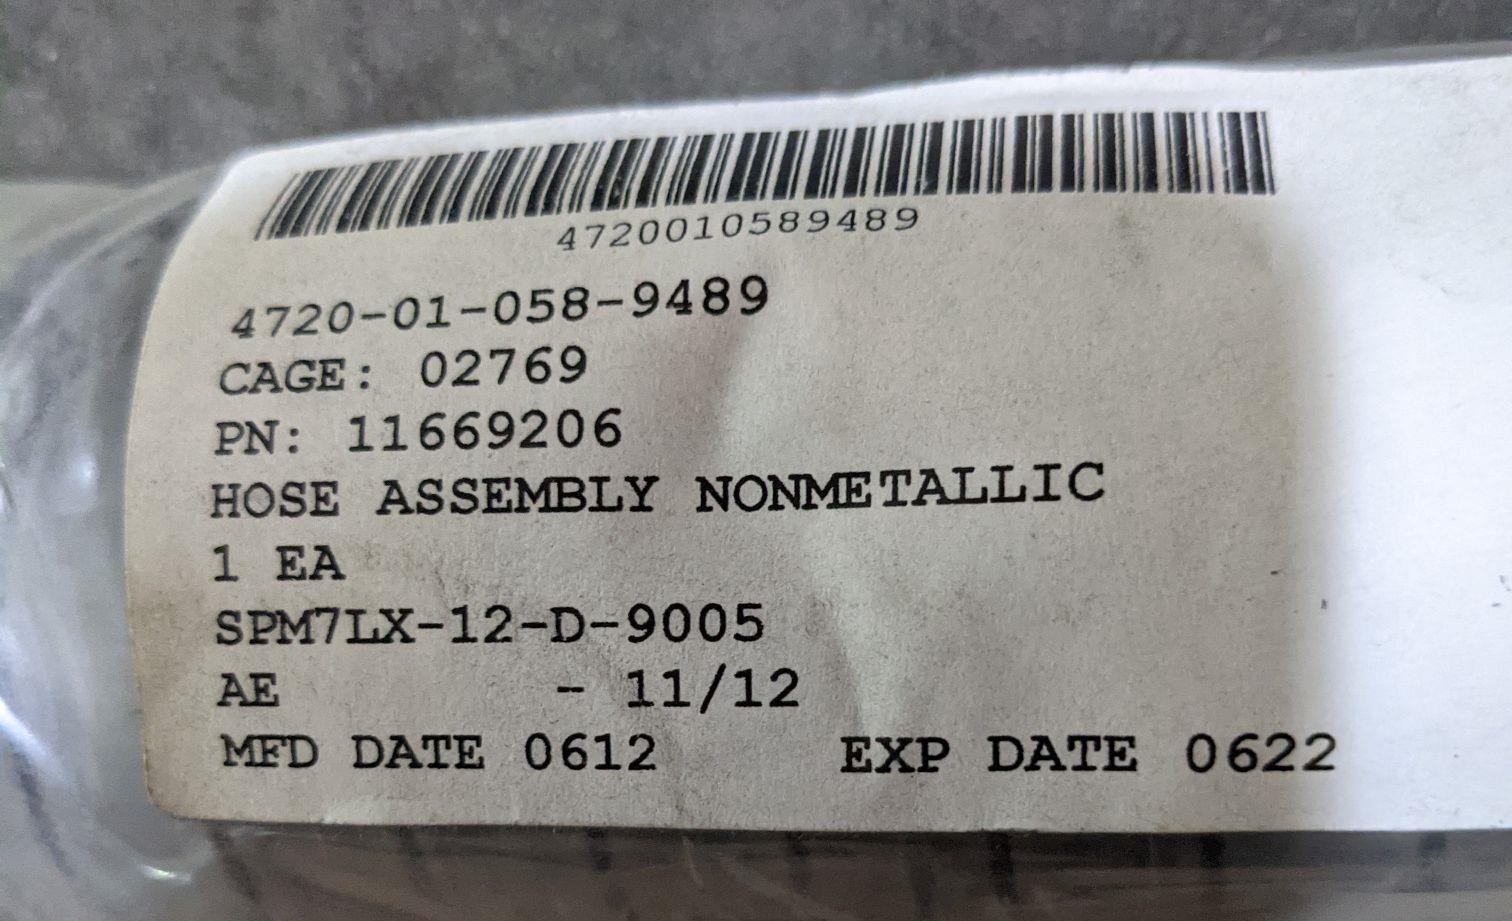 4720010589489
4720-01-058-9489
CAGE: 02769
PN: 11669206
HOSE ASSEMBLY NONMETALLIC
1 EA
SPM7LX-12-D-9005
AE - 11/12
MFD DATE 0612 EXP DATE 0622